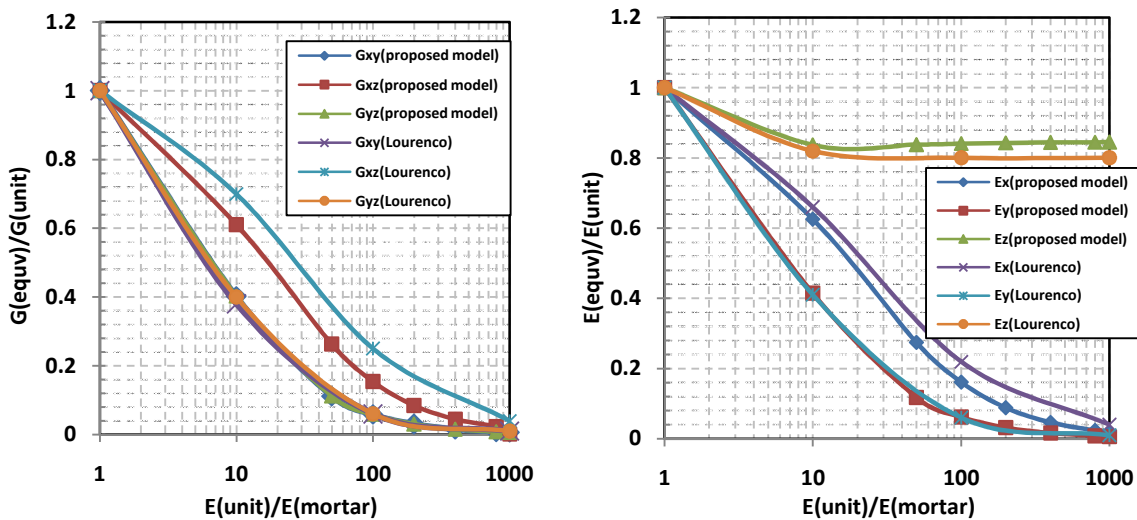 1.2
1
0.8
0.6
0.4
0.2
0
G(equv)/G(unit)
Gxy(proposed model)
Gxz(proposed model)
Gyz(proposed model)
Gxy(Lourenco)
Gxz(Lourenco)
Gyz(Lourenco)
1
10
100
1000
E(unit)/E(mortar)
1.2
1
0.8
0.6
0.4
0.2
0
E(equv)/E(unit)
Ex(proposed model)
Ey(proposed model)
Ez(proposed model)
Ex(Lourenco)
Ey(Lourenco)
Ez(Lourenco)
1
10
100
1000
E(unit)/E(mortar)